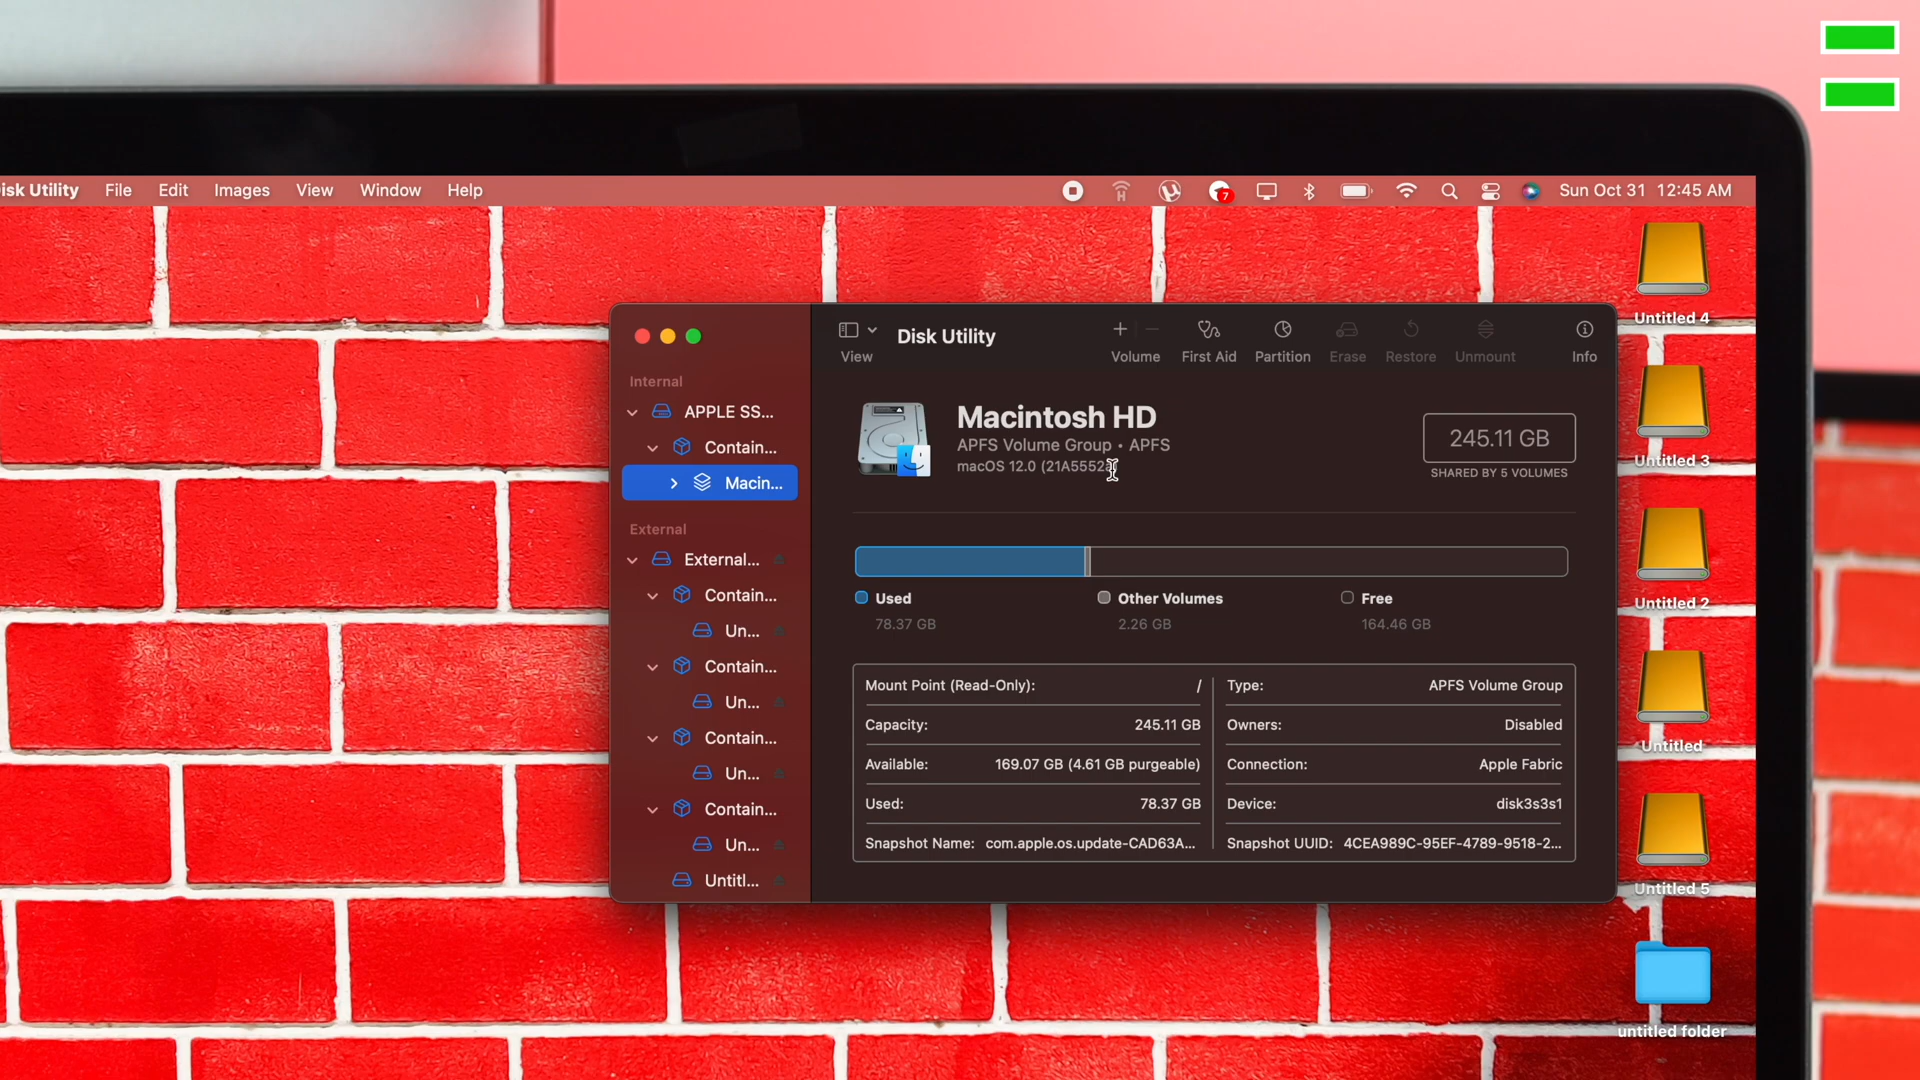 isk Utility File Edit Images View Window Help 7 Sun Oct 31 12:45 AM
Untitled 4
Untitled 3
Untitled 2
Untitled
Untitled 5
untitled folder
Internal
APPLE SS...
Contain...
Macin...
External
External...
Contain...
Un...
Contain...
Un...
Contain...
Un...
Contain...
Un...
Untitl...
View
Disk Utility
Volume First Aid Partition Erase Restore Unmount Info
Macintosh HD
APFS Volume Group • APFS
macOS 12.0
245.11 GB
SHARED BY 5 VOLUMES
Used
78.37 GB
Other Volumes
2.26 GB
Free
164.46 GB
Mount Point (Read-Only): /
Capacity: 245.11 GB
Available: 169.07 GB (4.61 GB purgeable)
Used: 78.37 GB
Snapshot Name: com.apple.os.update-CAD63A...
Type: APFS Volume Group
Owners: Disabled
Connection: Apple Fabric
Device: disk3s3s1
Snapshot UUID: 4CEA989C-95EF-4789-9518-2...